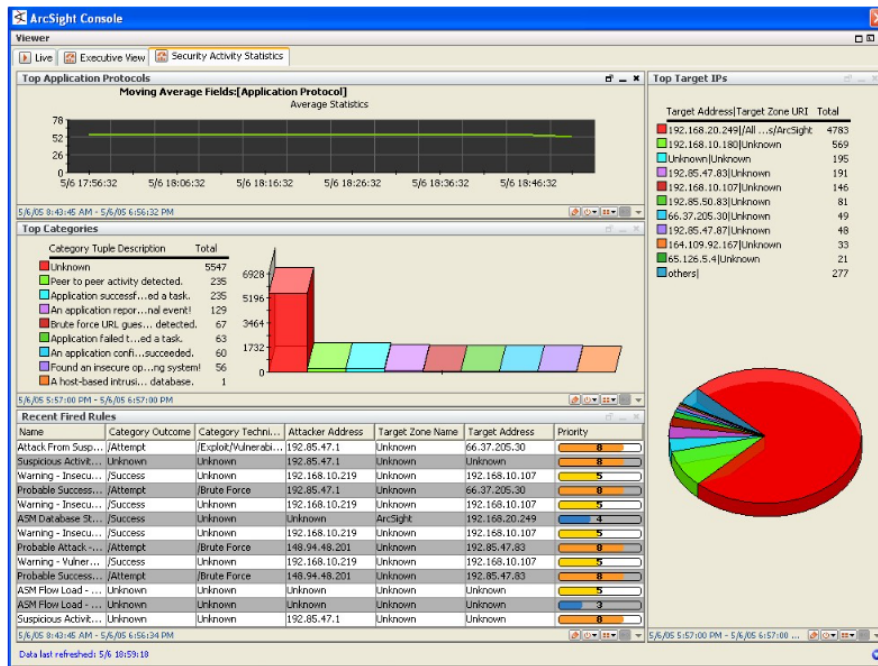 ArcSight Console
Viewer
Live Executive View Security Activity Statistics
Top Application Protocols
Moving Average Fields:[Application Protocol]
Average Statistics
78
52
26
0
5/6 17:56:32 5/6 18:06:32 5/6 18:16:32 5/6 18:26:32 5/6 18:36:32 5/6 18:46:32
5/6/05 8:43:45 AM - 5/6/05 6:56:32 PM
Top Categories
Category Tuple Description Total
Unknown 5547
Peer to peer activity detected. 235
Application successf...ed a task. 235
An application repor...nal event! 129
Brute force URL gues... detected. 67
Application failed t...ed a task. 63
An application confi...succeeded. 60
Found an insecure op...ng system! 56
A host-based intrusi... database. 1
6928
5196
3464
1732
0
5/6/05 5:57:00 PM - 5/6/05 6:57:00 PM
Recent Fired Rules
Name Category Outcome Category Techni... Attacker Address Target Zone Name Target Address Priority
Attack From Susp... /Attempt /Exploit/Vulnerabi... 192.85.47.1 Unknown 66.37.205.30 8
Suspicious Activit... Unknown Unknown 192.85.47.1 Unknown Unknown 8
Warning - Insecu... /Success Unknown 192.168.10.219 Unknown 192.168.10.107 5
Probable Success... /Attempt /Brute Force 192.85.47.1 Unknown 66.37.205.30 8
Warning - Insecu... /Success Unknown 192.168.10.219 Unknown 192.168.10.107 5
ASM Database St... /Success Unknown Unknown ArcSight 192.168.20.249 4
Warning - Insecu... /Success Unknown 192.168.10.219 Unknown 192.168.10.107 5
Probable Attack -... /Attempt /Brute Force 148.94.48.201 Unknown 192.85.47.83 8
Warning - Vulner... /Success Unknown 192.168.10.219 Unknown 192.168.10.107 5
Probable Success... /Attempt /Brute Force 148.94.48.201 Unknown 192.85.47.83 8
ASM Flow Load - ... Unknown Unknown Unknown Unknown Unknown 5
ASM Flow Load - ... Unknown Unknown Unknown Unknown Unknown 3
Suspicious Activit... Unknown Unknown 192.85.47.1 Unknown Unknown 8
5/6/05 8:43:45 AM - 5/6/05 6:56:34 PM
Top Target IPs
Target Address|Target Zone URI Total
192.168.20.249|/All ...s/ArcSight 4783
192.168.10.180|Unknown 569
Unknown|Unknown 195
192.85.47.83|Unknown 191
192.168.10.107|Unknown 146
192.85.50.83|Unknown 81
66.37.205.30|Unknown 49
192.85.47.87|Unknown 48
164.109.92.167|Unknown 33
65.126.5.4|Unknown 21
others| 277
5/6/05 5:57:00 PM - 5/6/05 6:57:00 ...
Data last refreshed: 5/6 18:59:18